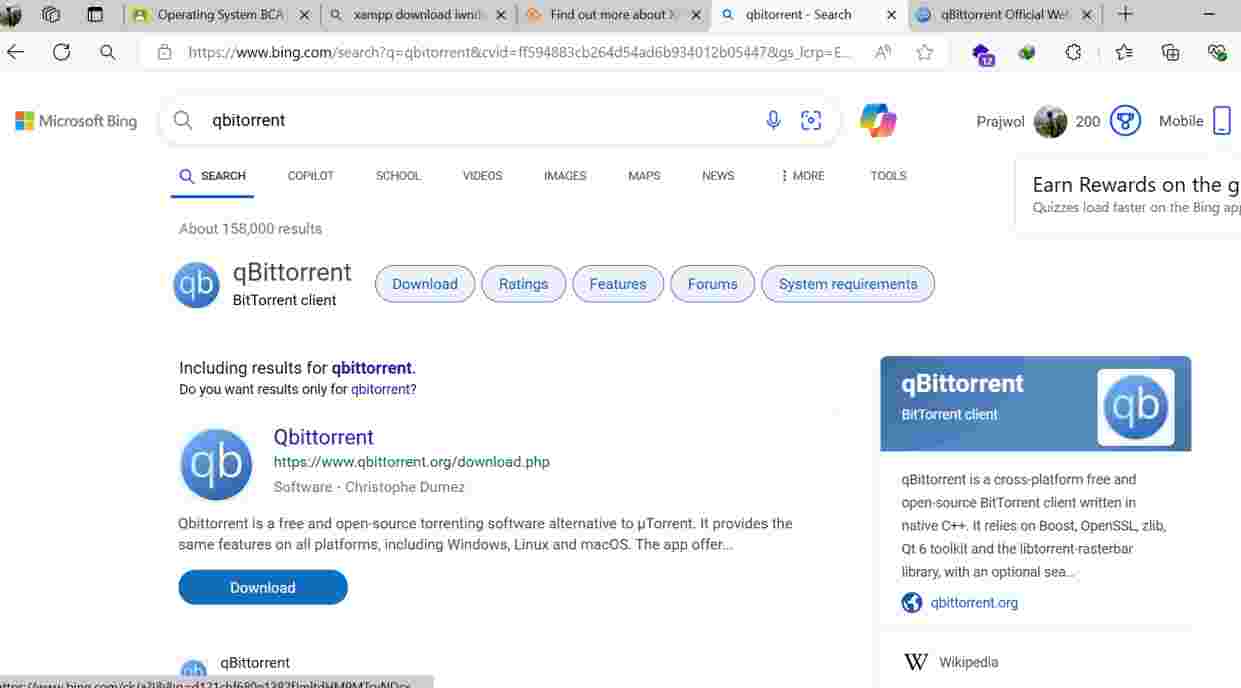 Operating System BCA
xampp download iwnd
Find out more about X
qbitorrent - Search
qBittorrent Official Web
https://www.bing.com/search?q=qbitorrent&cvid=ff594883cb264d54ad6b934012b05447&gs_lcrp=E...
12
Microsoft Bing
qbitorrent
Prajwol
200
Mobile
SEARCH
COPILOT
SCHOOL
VIDEOS
IMAGES
MAPS
NEWS
MORE
TOOLS
Earn Rewards on the g
Quizzes load faster on the Bing app
About 158,000 results
qb
qBittorrent
BitTorrent client
Download
Ratings
Features
Forums
System requirements
Including results for qbittorrent.
Do you want results only for qbitorrent?
qb
Qbittorrent
https://www.qbittorrent.org/download.php
Software · Christophe Dumez
Qbittorrent is a free and open-source torrenting software alternative to µTorrent. It provides the
same features on all platforms, including Windows, Linux and macOS. The app offer...
Download
qBittorrent
BitTorrent client
qb
qBittorrent is a cross-platform free and
open-source BitTorrent client written in
native C++. It relies on Boost, OpenSSL, zlib,
Qt 6 toolkit and the libtorrent-rasterbar
library, with an optional sea...
qbittorrent.org
W Wikipedia
qb
qBittorrent